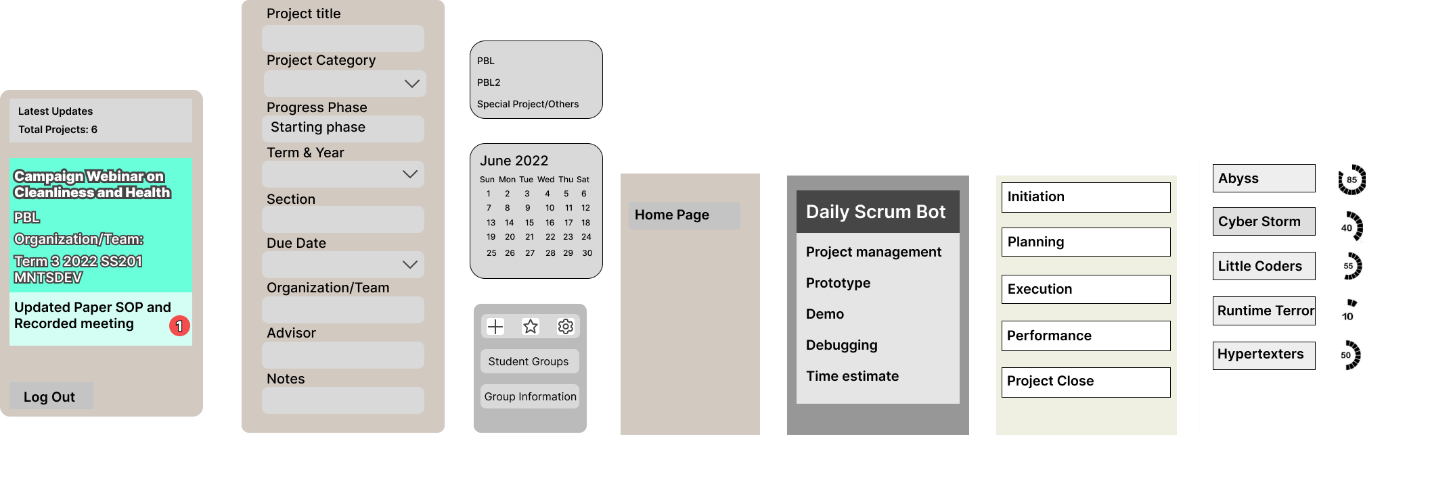 Latest Updates
Total Projects: 6
Campaign Webinar on
Cleanliness and Health
PBL
Organization/Team:
Term 3 2022 SS201
MNTSDEV
Updated Paper SOP and
Recorded meeting
1
Log Out
Project title
Project Category
Progress Phase
Starting phase
Term & Year
Section
Due Date
Organization/Team
Advisor
Notes
PBL
PBL2
Special Project/Others
June 2022
Sun Mon Tue Wed Thu Sat
1 2 3 4 5 6
7 8 9 10 11 12
13 14 15 16 17 18
19 20 21 22 23 24
25 26 27 28 29 30
Student Groups
Group Information
Home Page
Daily Scrum Bot
Project management
Prototype
Demo
Debugging
Time estimate
Initiation
Planning
Execution
Performance
Project Close
Abyss
85
Cyber Storm
40
Little Coders
55
Runtime Terror
10
Hypertexters
50